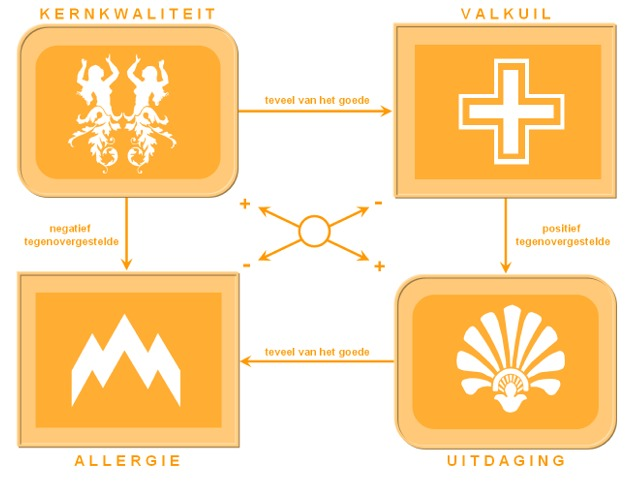 KERNKWALITEIT
VALKUIL
teveel van het goede
+
-
negatief
tegenovergestelde
positief
tegenovergestelde
-
+
teveel van het goede
ALLERGIE
UITDAGING